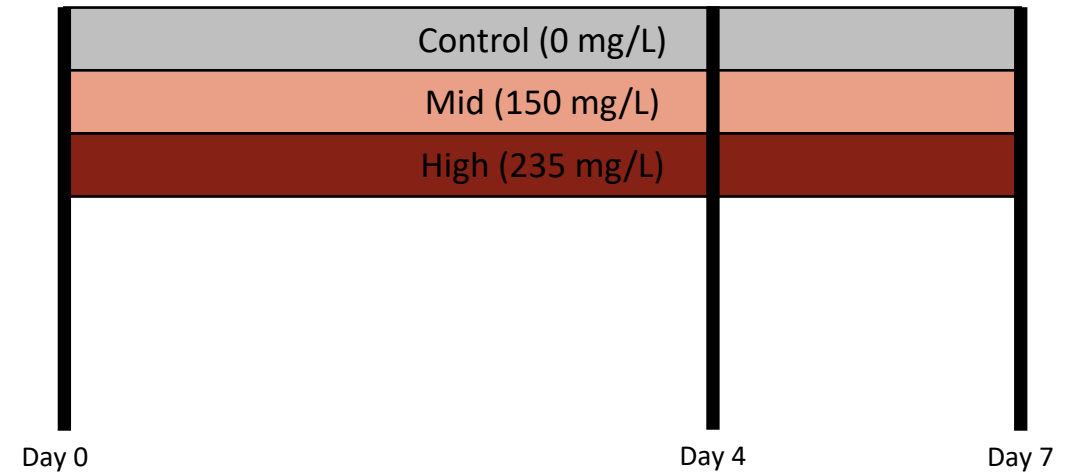 Control (0 mg/L)
Mid (150 mg/L)
High (235 mg/L)
Day 0
Day 4
Day 7